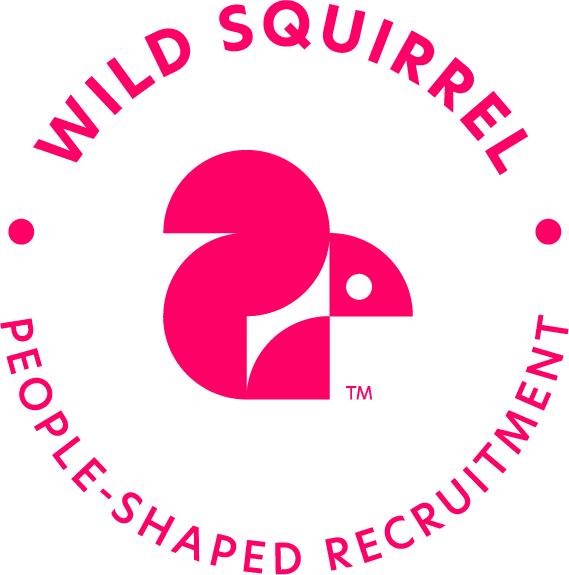 WILD SQUIRREL
TM
PEOPLE-SHAPED RECRUITMENT